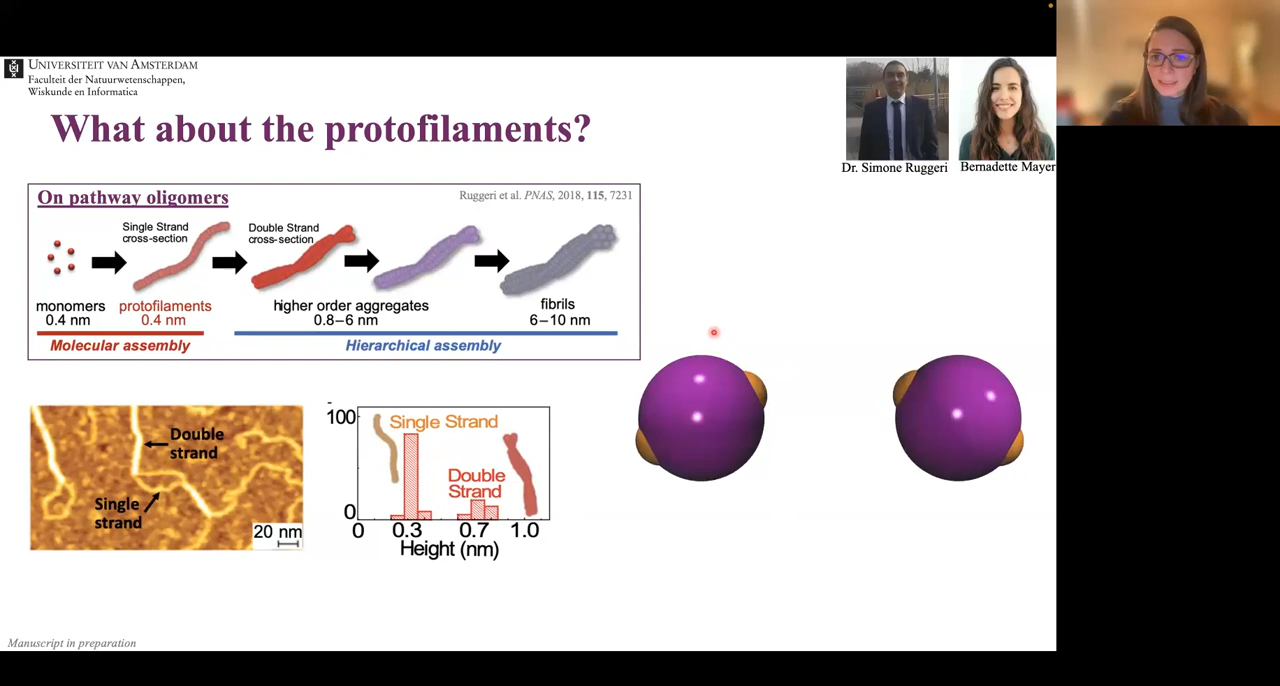 UNIVERSITEIT VAN AMSTERDAM
Faculteit der Natuurwetenschappen,
Wiskunde en Informatica
What about the protofilaments?
Dr. Simone Ruggeri
Bernadette Mayer
On pathway oligomers
Ruggeri et al. PNAS, 2018, 115, 7231
Single Strand
cross-section
Double Strand
cross-section
monomers
0.4 nm
protofilaments
0.4 nm
higher order aggregates
0.8–6 nm
fibrils
6–10 nm
Molecular assembly
Hierarchical assembly
Double
strand
Single
strand
20 nm
100
0
Single Strand
Double
Strand
0 0.3 0.7 1.0
Height (nm)
Manuscript in preparation